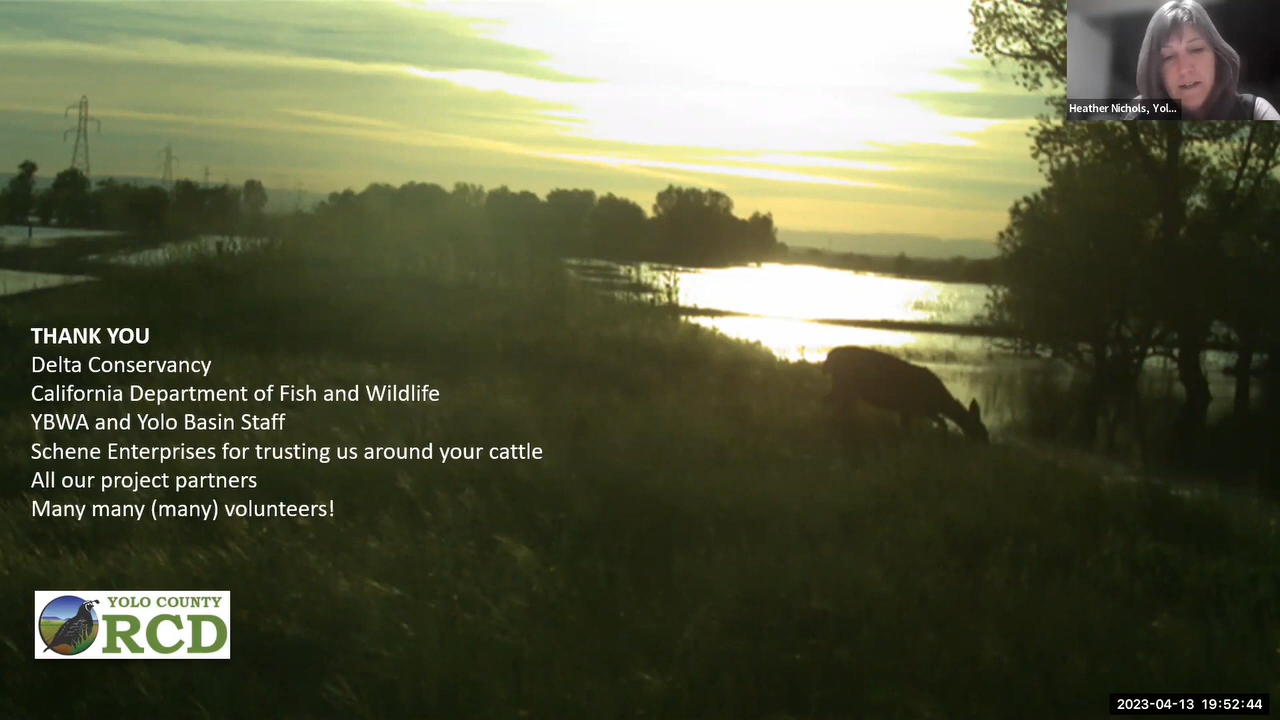 Heather Nichols, Yol...
THANK YOU
Delta Conservancy
California Department of Fish and Wildlife
YBWA and Yolo Basin Staff
Schene Enterprises for trusting us around your cattle
All our project partners
Many many (many) volunteers!
YOLO COUNTY
RCD
2023-04-13 19:52:44